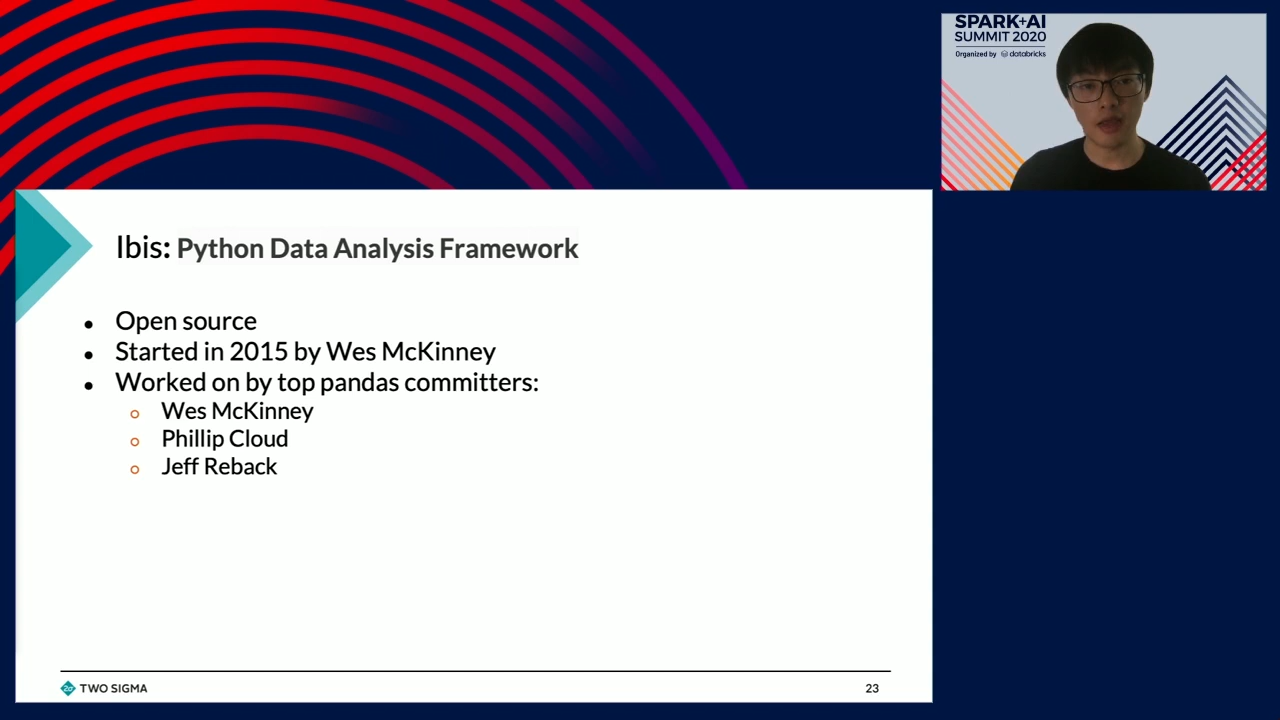 SPARK+AI
SUMMIT 2020
Organized by databricks
Ibis: Python Data Analysis Framework
● Open source
● Started in 2015 by Wes McKinney
● Worked on by top pandas committers:
○ Wes McKinney
○ Phillip Cloud
○ Jeff Reback
2σ TWO SIGMA
23